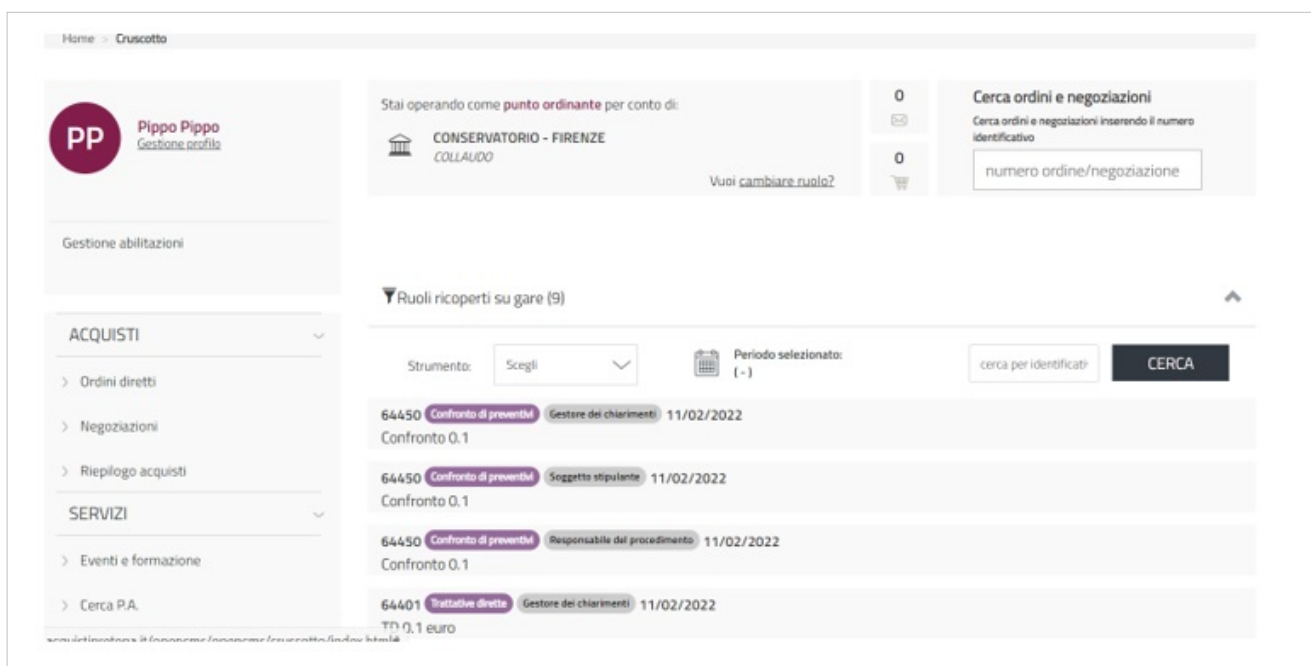 Home > Cruscotto
PP
Pippo Pippo
Gestione profilo
Gestione abilitazioni
Stai operando come punto ordinante per conto di:
CONSERVATORIO - FIRENZE
COLLAUDO
Vuoi cambiare ruolo?
0
0
Cerca ordini e negoziazioni
Cerca ordini e negoziazioni inserendo il numero
identificativo
numero ordine/negoziazione
ACQUISTI
> Ordini diretti
> Negoziazioni
> Riepilogo acquisti
SERVIZI
> Eventi e formazione
> Cerca P.A.
Ruoli ricoperti su gare (9)
Strumento: Scegli
Periodo selezionato:
( - )
cerca per identificati
CERCA
64450 Confronto di preventivi Gestore dei chiarimenti 11/02/2022
Confronto 0.1
64450 Confronto di preventivi Soggetto stipulante 11/02/2022
Confronto 0.1
64450 Confronto di preventivi Responsabile del procedimento 11/02/2022
Confronto 0.1
64401 Trattative dirette Gestore dei chiarimenti 11/02/2022
TD 0.1 euro